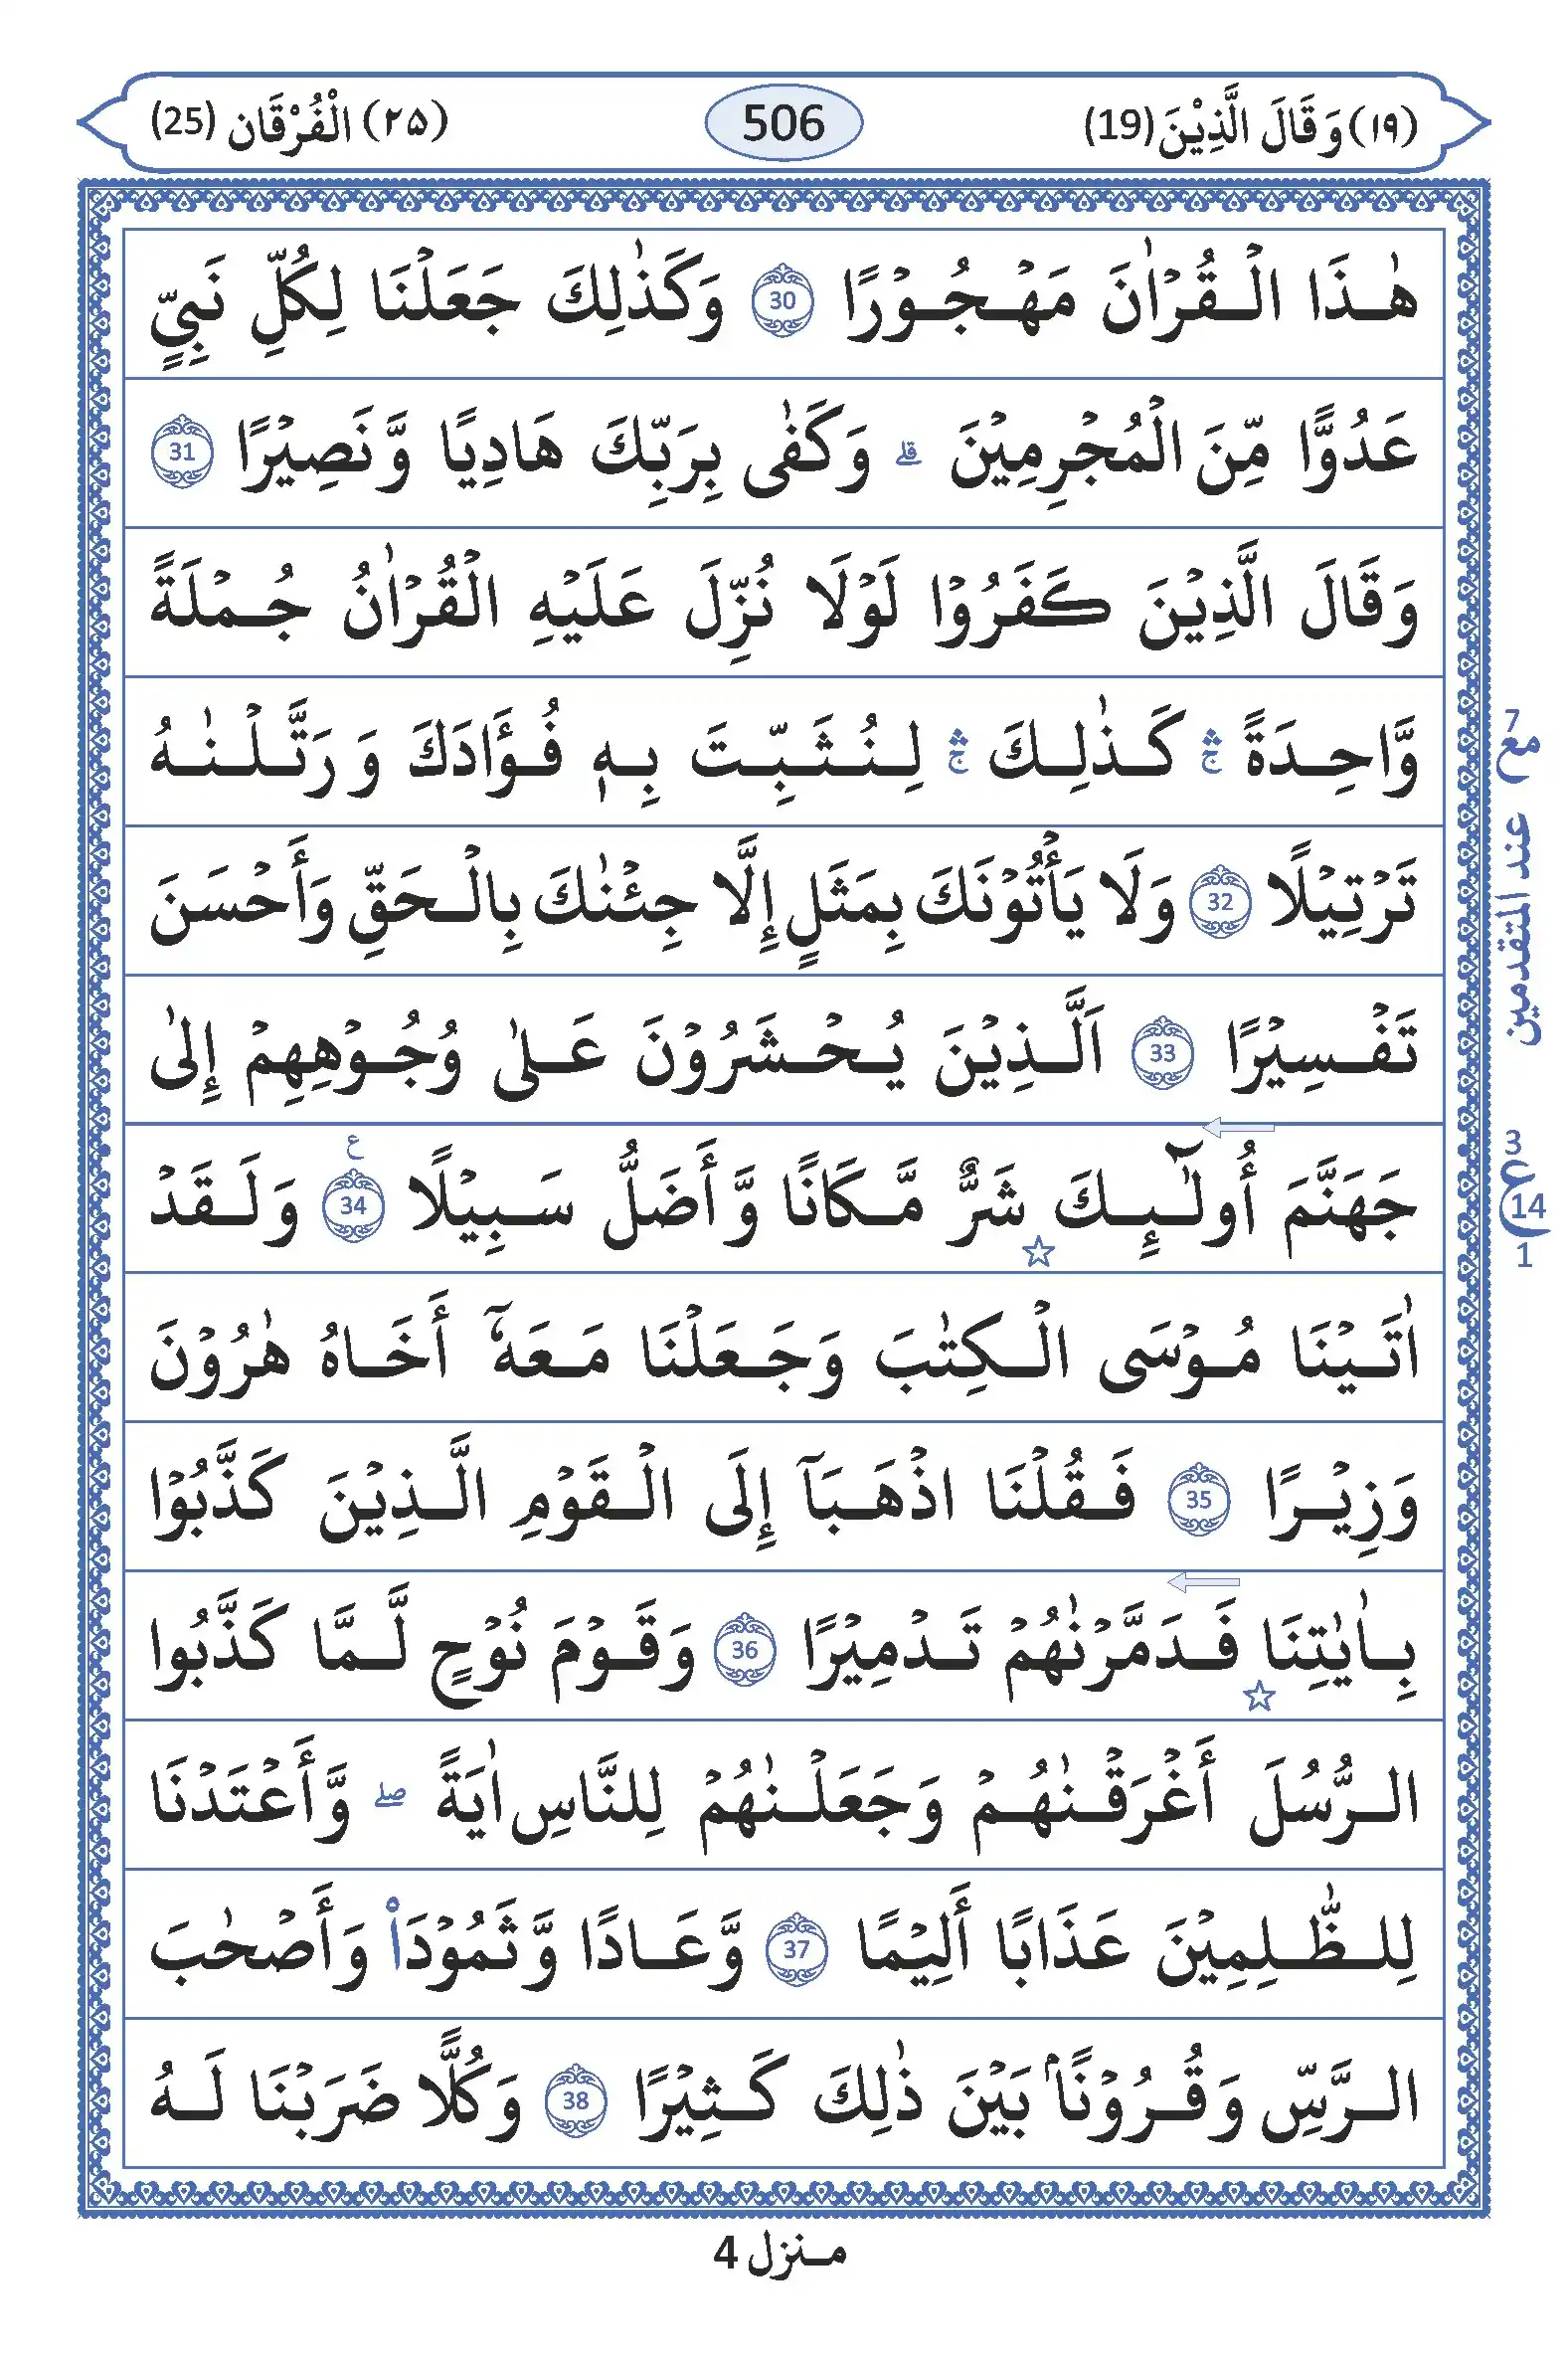 (١٩) وَقَالَ الَّذِيْنَ (19)
506
(٢٥) الْفُرْقَان (25)
هٰذَا الْقُرْاٰنَ مَهْجُوْرًا 30 وَكَذٰلِكَ جَعَلْنَا لِكُلِّ نَبِيٍّ
عَدُوًّا مِّنَ الْمُجْرِمِيْنَ ۗ وَكَفٰى بِرَبِّكَ هَادِيًا وَّنَصِيْرًا 31
وَقَالَ الَّذِيْنَ كَفَرُوْا لَوْلَا نُزِّلَ عَلَيْهِ الْقُرْاٰنُ جُمْلَةً
وَّاحِدَةً ۛۚ كَذٰلِكَ ۛۚ لِنُثَبِّتَ بِهٖ فُؤَادَكَ وَرَتَّلْنٰهُ
تَرْتِيْلًا 32 وَلَا يَأْتُوْنَكَ بِمَثَلٍ إِلَّا جِئْنٰكَ بِالْحَقِّ وَأَحْسَنَ
تَفْسِيْرًا 33 اَلَّذِيْنَ يُحْشَرُوْنَ عَلٰى وُجُوْهِهِمْ إِلٰى
جَهَنَّمَ أُولٰٓئِكَ شَرٌّ مَّكَانًا وَّأَضَلُّ سَبِيْلًا 34 ع وَلَقَدْ
اٰتَيْنَا مُوْسَى الْكِتٰبَ وَجَعَلْنَا مَعَهٗٓ أَخَاهُ هٰرُوْنَ
وَزِيْرًا 35 فَقُلْنَا اذْهَبَآ إِلَى الْقَوْمِ الَّذِيْنَ كَذَّبُوْا
بِاٰيٰتِنَا فَدَمَّرْنٰهُمْ تَدْمِيْرًا 36 وَقَوْمَ نُوْحٍ لَّمَّا كَذَّبُوا
الرُّسُلَ أَغْرَقْنٰهُمْ وَجَعَلْنٰهُمْ لِلنَّاسِ اٰيَةً ۖ وَّأَعْتَدْنَا
لِلظّٰلِمِيْنَ عَذَابًا أَلِيْمًا 37 وَّعَادًا وَّثَمُوْدَا۟ وَأَصْحٰبَ
الرَّسِّ وَقُرُوْنًاۢ بَيْنَ ذٰلِكَ كَثِيْرًا 38 وَكُلًّا ضَرَبْنَا لَهُ
7
مع
عند المتقدمين
3
ع
14
1
منزل 4